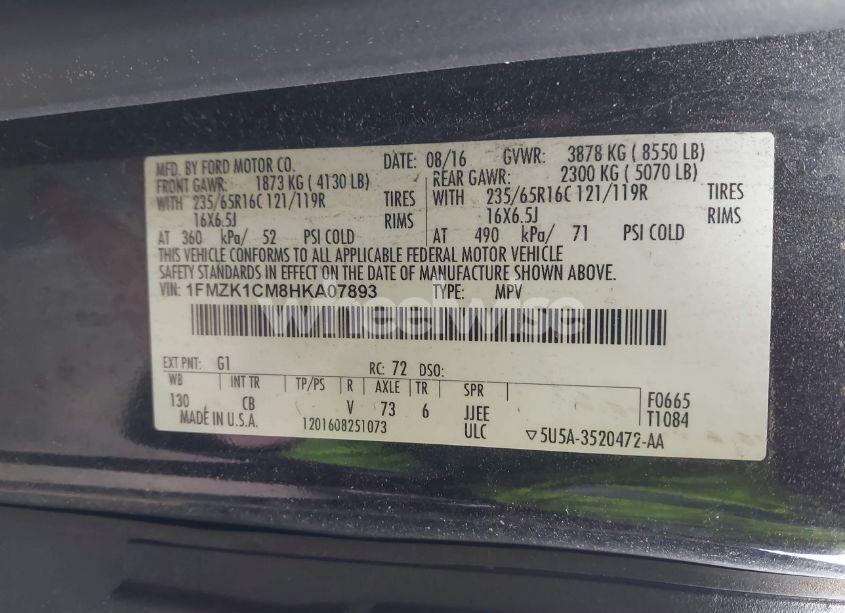 MFD. BY FORD MOTOR CO. DATE: 08/16 GVWR: 3878 KG ( 8550 LB)
FRONT GAWR: 1873 KG ( 4130 LB) REAR GAWR: 2300 KG ( 5070 LB)
WITH 235/65R16C 121/119R TIRES WITH 235/65R16C 121/119R TIRES
16X6.5J RIMS 16X6.5J RIMS
AT 360 kPa/ 52 PSI COLD AT 490 kPa/ 71 PSI COLD
THIS VEHICLE CONFORMS TO ALL APPLICABLE FEDERAL MOTOR VEHICLE
SAFETY STANDARDS IN EFFECT ON THE DATE OF MANUFACTURE SHOWN ABOVE.
VIN: 1FMZK1CM8HKA07893 TYPE: MPV
wheelwise
EXT PNT: G1 RC: 72 DSO:
WB INT TR TP/PS R AXLE TR SPR
130 CB V 73 6 JJEE F0665
MADE IN U.S.A. 1201608251073 ULC T1084
▽5U5A-3520472-AA